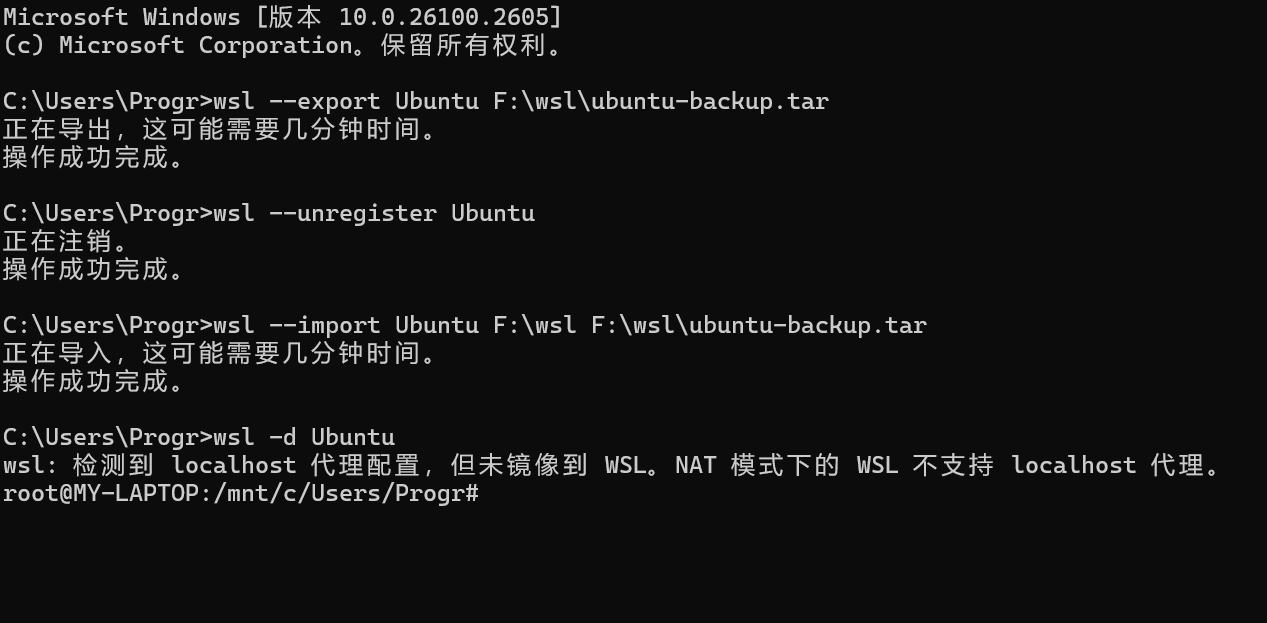 Microsoft Windows [版本 10.0.26100.2605]
(c) Microsoft Corporation。保留所有权利。
C:\Users\Progr>wsl --export Ubuntu F:\wsl\ubuntu-backup.tar
正在导出，这可能需要几分钟时间。
操作成功完成。
C:\Users\Progr>wsl --unregister Ubuntu
正在注销。
操作成功完成。
C:\Users\Progr>wsl --import Ubuntu F:\wsl F:\wsl\ubuntu-backup.tar
正在导入，这可能需要几分钟时间。
操作成功完成。
C:\Users\Progr>wsl -d Ubuntu
wsl: 检测到 localhost 代理配置，但未镜像到 WSL。NAT 模式下的 WSL 不支持 localhost 代理。
root@MY-LAPTOP:/mnt/c/Users/Progr#